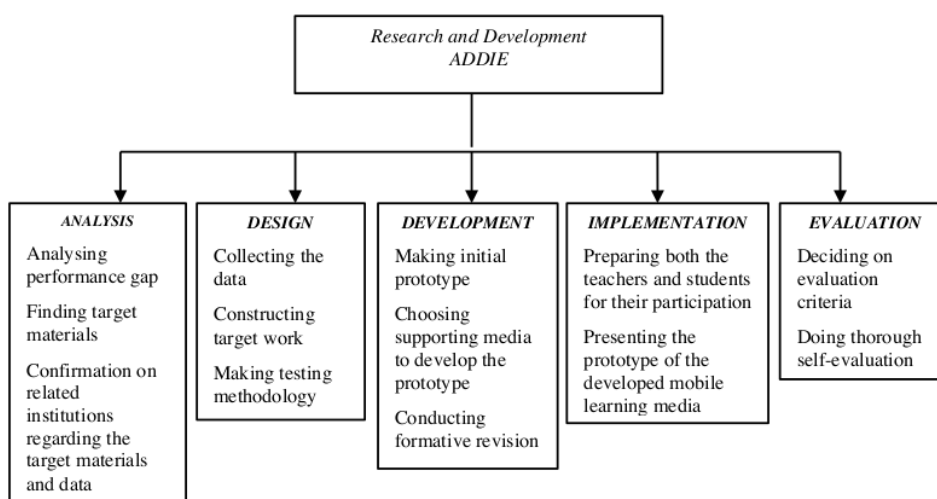 Research and Development
ADDIE
ANALYSIS
Analysing
performance gap
Finding target
materials
Confirmation on
related
institutions
regarding the
target materials
and data
DESIGN
Collecting the
data
Constructing
target work
Making testing
methodology
DEVELOPMENT
Making initial
prototype
Choosing
supporting media
to develop the
prototype
Conducting
formative revision
IMPLEMENTATION
Preparing both the
teachers and students
for their participation
Presenting the
prototype of the
developed mobile
learning media
EVALUATION
Deciding on
evaluation
criteria
Doing thorough
self-evaluation